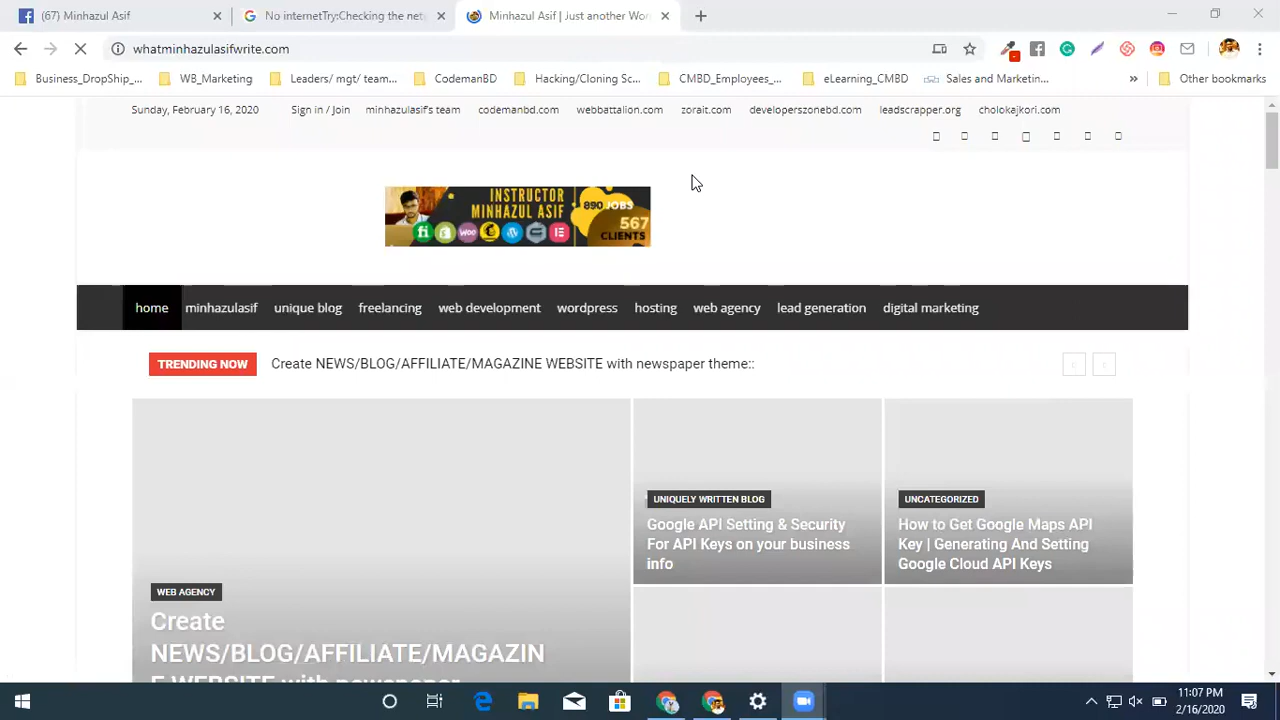 (67) Minhazul Asif
No internetTry:Checking the net
Minhazul Asif | Just another Wor
whatminhazulasifwrite.com
Business_DropShip_...
WB_Marketing
Leaders/ mgt/ team...
CodemanBD
Hacking/Cloning Sc...
CMBD_Employees_...
eLearning_CMBD
Sales and Marketin...
Other bookmarks
Sunday, February 16, 2020
Sign in / Join
minhazulasif's team
codemanbd.com
webbattalion.com
zorait.com
developerszonebd.com
leadscrapper.org
cholokajkori.com
INSTRUCTOR
MINHAZUL ASIF
890 JOBS
567
CLIENTS
home
minhazulasif
unique blog
freelancing
web development
wordpress
hosting
web agency
lead generation
digital marketing
TRENDING NOW
Create NEWS/BLOG/AFFILIATE/MAGAZINE WEBSITE with newspaper theme::
UNIQUELY WRITTEN BLOG
Google API Setting & Security
For API Keys on your business
info
UNCATEGORIZED
How to Get Google Maps API
Key | Generating And Setting
Google Cloud API Keys
WEB AGENCY
Create
NEWS/BLOG/AFFILIATE/MAGAZIN
E WEBSITE with newspaper
11:07 PM
2/16/2020